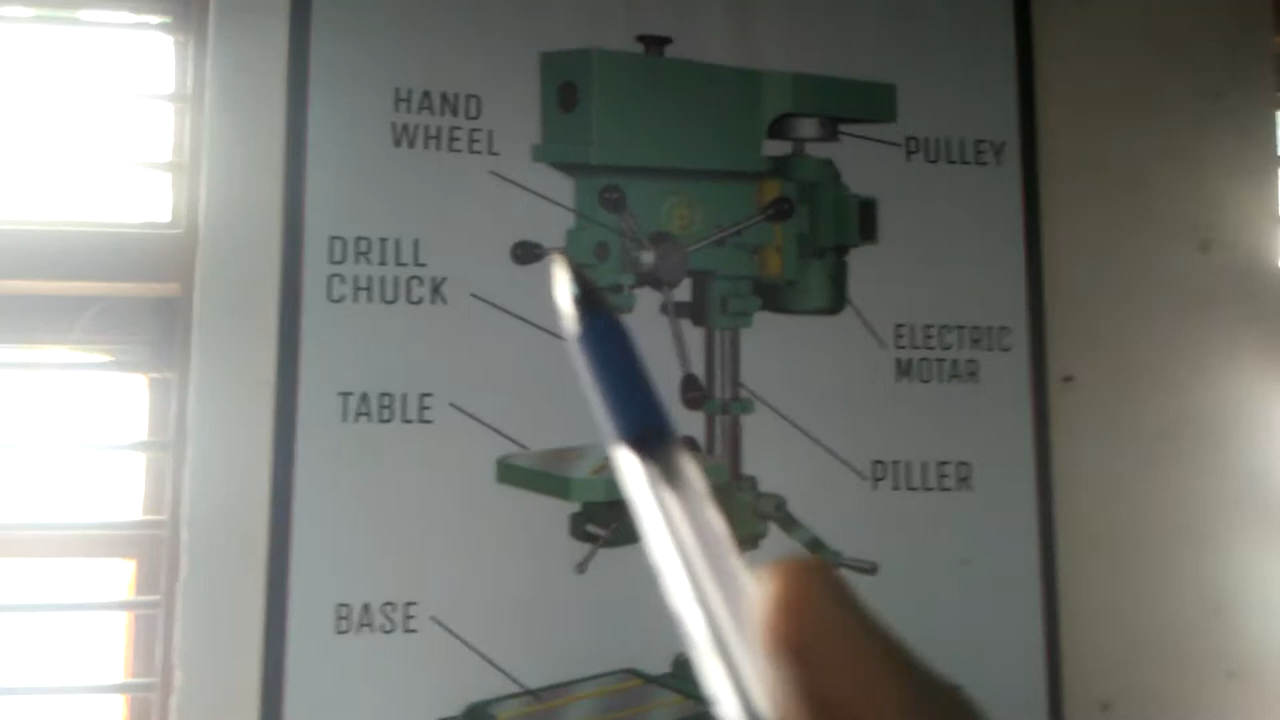 HAND
WHEEL
PULLEY
DRILL
CHUCK
ELECTRIC
MOTAR
TABLE
PILLER
BASE